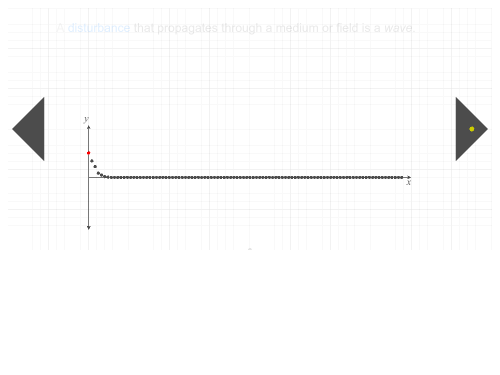 A disturbance that propagates through a medium or field is a wave.
y
x